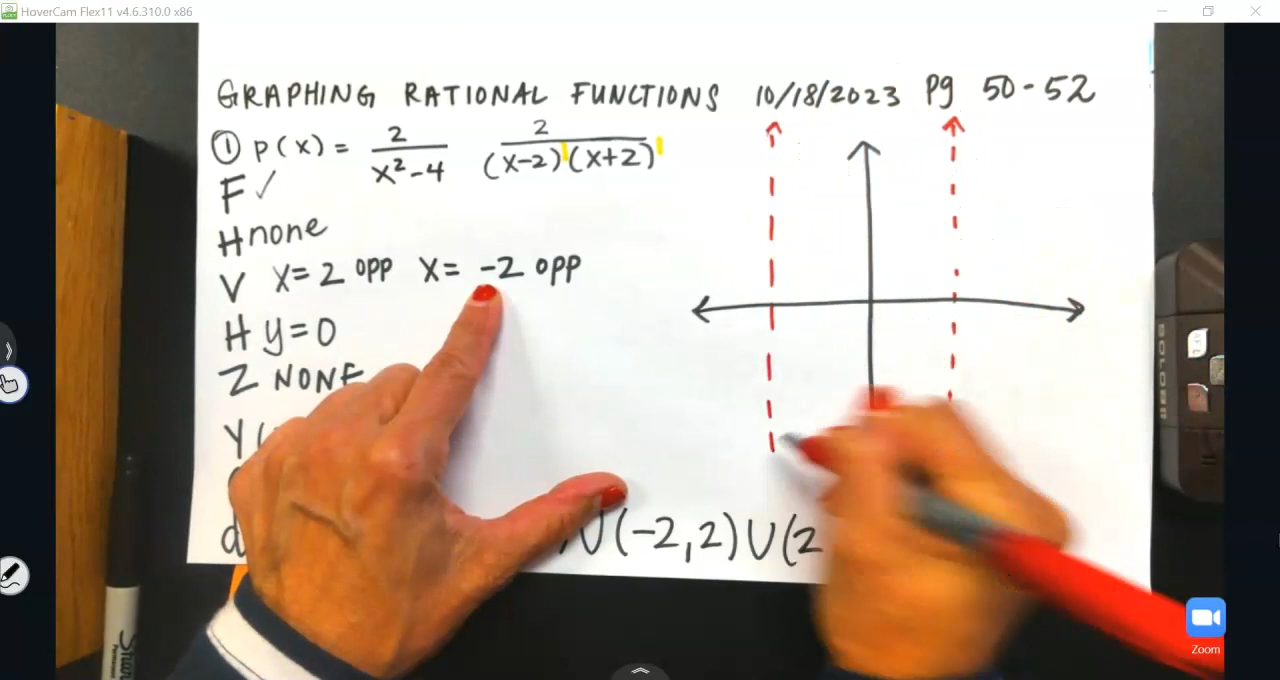 HoverCam Flex11 v4.6.310.0 x86
GRAPHING RATIONAL FUNCTIONS 10/18/2023 pg 50-52
① p(x) = 2/(x²-4) 2/((x-2)'(x+2)')
F ✓
H none
V x=2 opp x= -2 opp
H y=0
Z NONE
Y(
d U(-2,2)U(2
Zoom